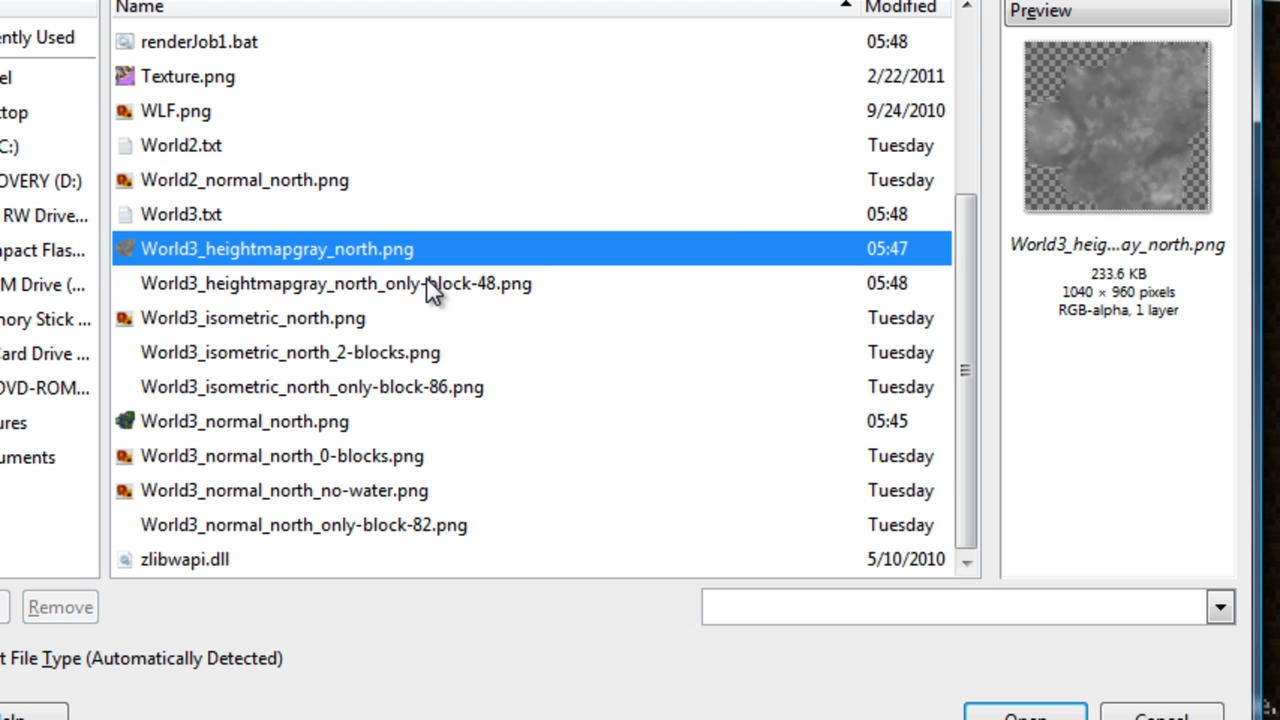 Name Modified
renderJob1.bat 05:48
Texture.png 2/22/2011
WLF.png 9/24/2010
World2.txt Tuesday
World2_normal_north.png Tuesday
World3.txt 05:48
World3_heightmapgray_north.png 05:47
World3_heightmapgray_north_only-block-48.png 05:48
World3_isometric_north.png Tuesday
World3_isometric_north_2-blocks.png Tuesday
World3_isometric_north_only-block-86.png Tuesday
World3_normal_north.png 05:45
World3_normal_north_0-blocks.png Tuesday
World3_normal_north_no-water.png Tuesday
World3_normal_north_only-block-82.png Tuesday
zlibwapi.dll 5/10/2010
ently Used
el
top
C:)
OVERY (D:)
RW Drive...
pact Flas...
M Drive (...
ory Stick ...
ard Drive ...
VD-ROM...
ures
uments
Preview
World3_heig...ay_north.png
233.6 KB
1040 × 960 pixels
RGB-alpha, 1 layer
Remove
t File Type (Automatically Detected)
Open
Cancel